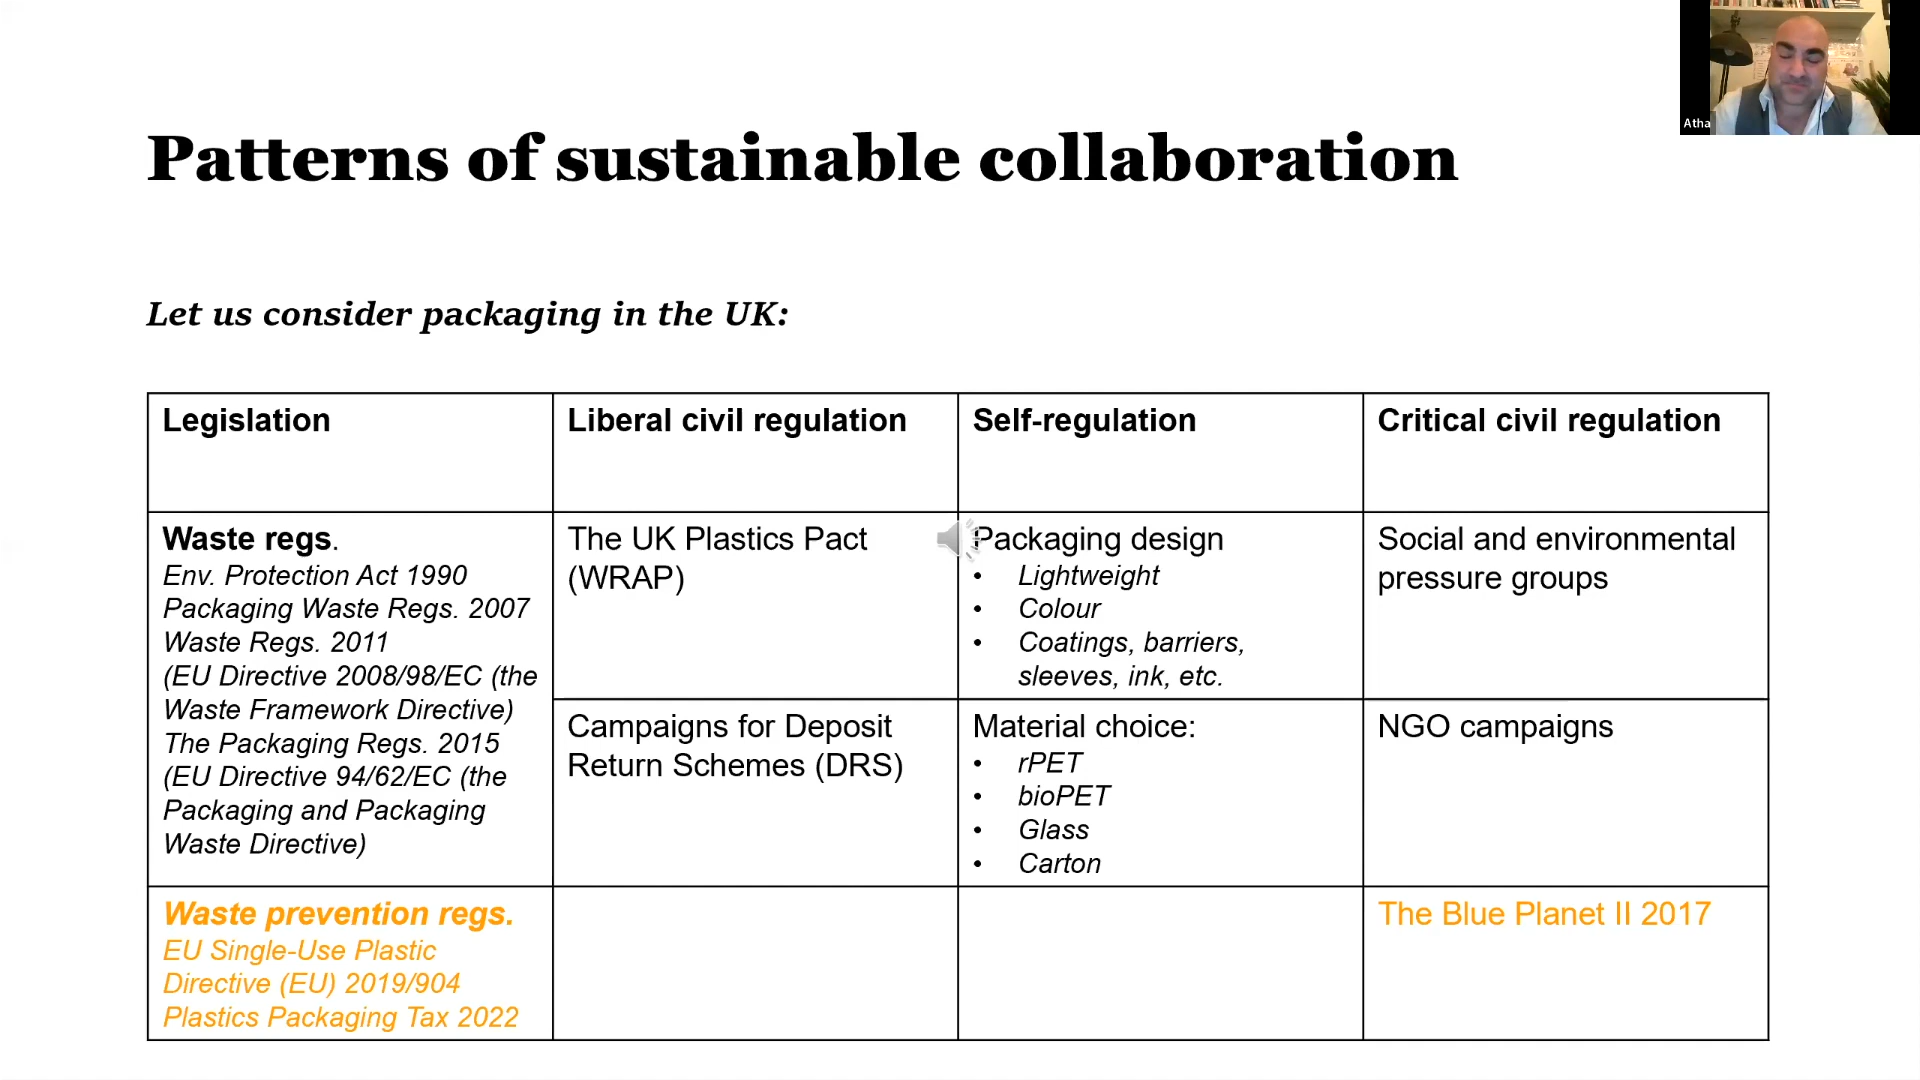 Atha
Patterns of sustainable collaboration
Let us consider packaging in the UK:
Legislation
Liberal civil regulation
Self-regulation
Critical civil regulation
Waste regs.
Env. Protection Act 1990
Packaging Waste Regs. 2007
Waste Regs. 2011
(EU Directive 2008/98/EC (the
Waste Framework Directive)
The Packaging Regs. 2015
(EU Directive 94/62/EC (the
Packaging and Packaging
Waste Directive)
The UK Plastics Pact
(WRAP)
Packaging design
• Lightweight
• Colour
• Coatings, barriers,
sleeves, ink, etc.
Social and environmental
pressure groups
Campaigns for Deposit
Return Schemes (DRS)
Material choice:
• rPET
• bioPET
• Glass
• Carton
NGO campaigns
Waste prevention regs.
EU Single-Use Plastic
Directive (EU) 2019/904
Plastics Packaging Tax 2022
The Blue Planet II 2017